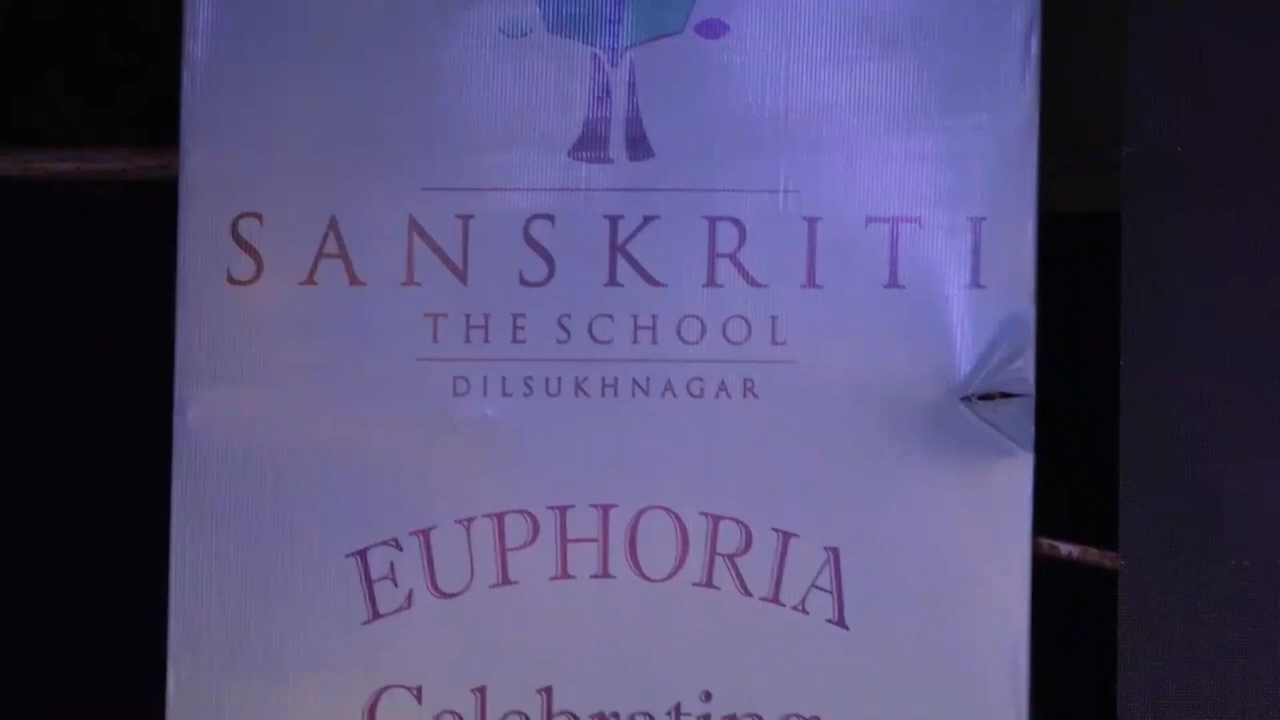 SANSKRITI
THE SCHOOL
DILSUKHNAGAR
EUPHORIA
Celebrating